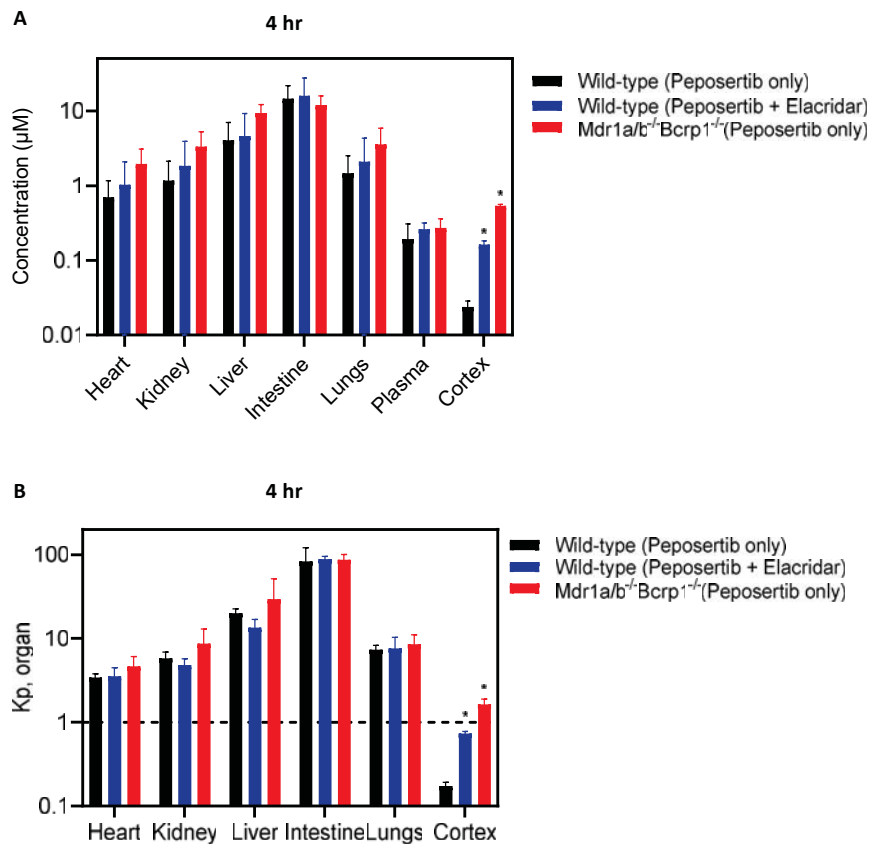 A
4 hr
Concentration (µM)
10
1
0.1
0.01
Heart
Kidney
Liver
Intestine
Lungs
Plasma
Cortex
*
*
Wild-type (Peposertib only)
Wild-type (Peposertib + Elacridar)
Mdr1a/b-/-Bcrp1-/-(Peposertib only)
B
4 hr
Kp, organ
100
10
1
0.1
Heart Kidney Liver Intestine Lungs Cortex
*
*
Wild-type (Peposertib only)
Wild-type (Peposertib + Elacridar)
Mdr1a/b-/-Bcrp1-/-(Peposertib only)